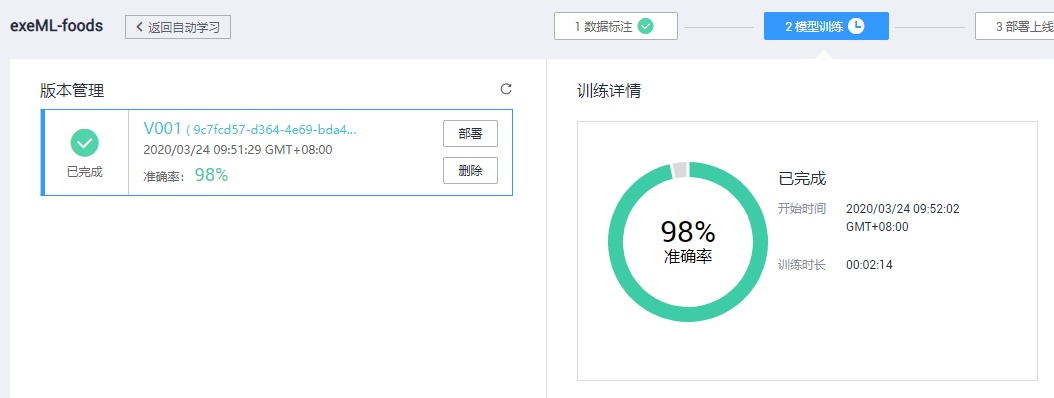 exeML-foods
返回自动学习
1 数据标注
2 模型训练
3 部署上线
版本管理
V001 ( 9c7fcd57-d364-4e69-bda4...
2020/03/24 09:51:29 GMT+08:00
准确率： 98%
已完成
部署
删除
训练详情
98%
准确率
已完成
开始时间 2020/03/24 09:52:02
GMT+08:00
训练时长 00:02:14